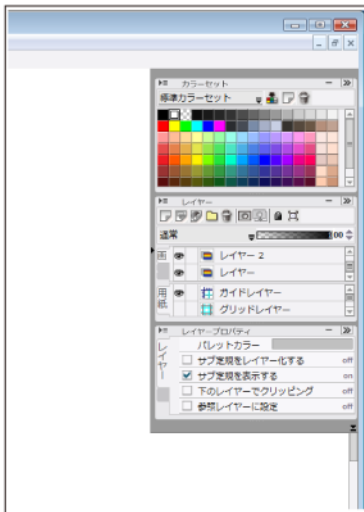 カラーセット
標準カラーセット
レイヤー
通常
100
画
レイヤー 2
レイヤー
用紙
ガイドレイヤー
グリッドレイヤー
レイヤープロパティ
レイヤー
パレットカラー
サブ定規をレイヤー化する off
サブ定規を表示する on
下のレイヤーでクリッピング off
参照レイヤーに設定 off